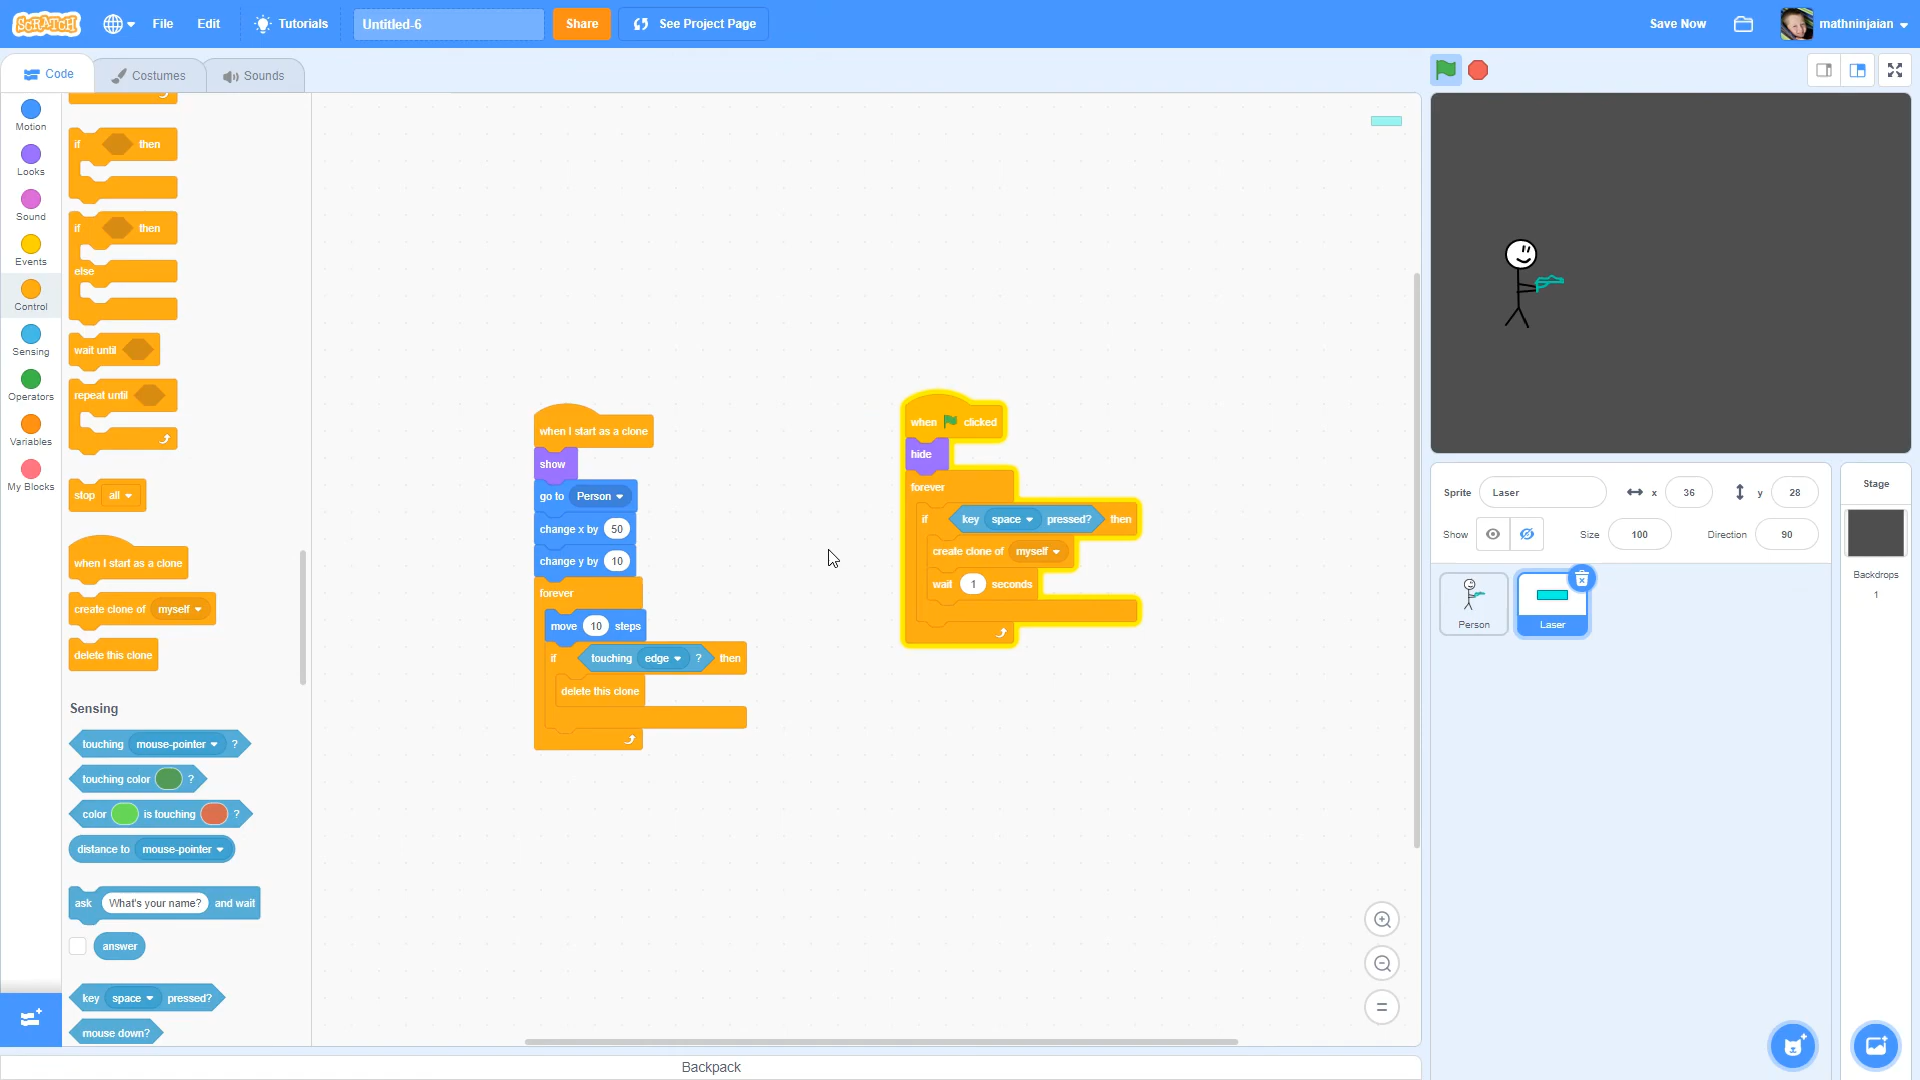 SCRATCH
File
Edit
Tutorials
Untitled-6
Share
See Project Page
Save Now
mathninjaian
Code
Costumes
Sounds
Motion
Looks
Sound
Events
Control
Sensing
Operators
Variables
My Blocks
if then
if then
else
wait until
repeat until
stop all
when I start as a clone
create clone of myself
delete this clone
Sensing
touching mouse-pointer ?
touching color ?
color is touching ?
distance to mouse-pointer
ask What's your name? and wait
answer
key space pressed?
mouse down?
when I start as a clone
show
go to Person
change x by 50
change y by 10
forever
move 10 steps
if touching edge ? then
delete this clone
when clicked
hide
forever
if key space pressed? then
create clone of myself
wait 1 seconds
Sprite Laser x 36 y 28
Show Size 100 Direction 90
Person
Laser
Stage
Backdrops
1
Backpack